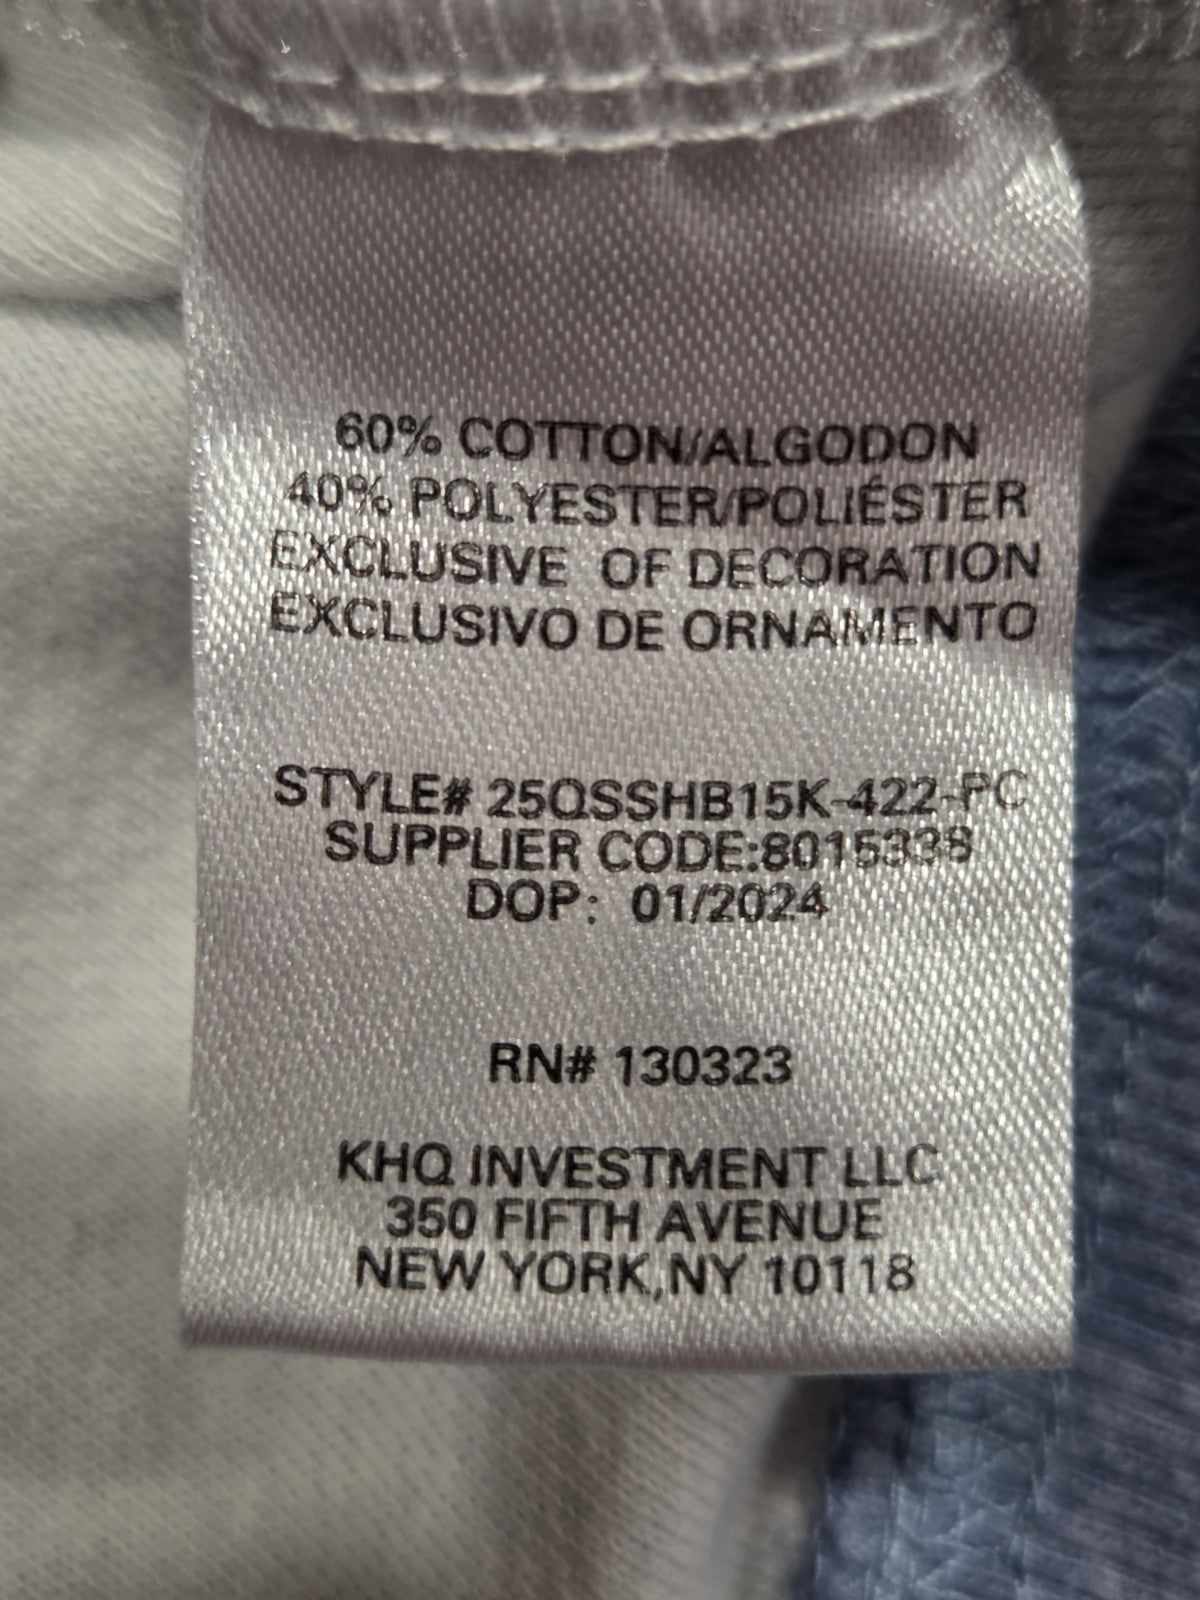 60% COTTON/ALGODON
40% POLYESTER/POLIÉSTER
EXCLUSIVE OF DECORATION
EXCLUSIVO DE ORNAMENTO
STYLE# 25QSSHB15K-422-PC
SUPPLIER CODE:8015338
DOP: 01/2024
RN# 130323
KHQ INVESTMENT LLC
350 FIFTH AVENUE
NEW YORK,NY 10118